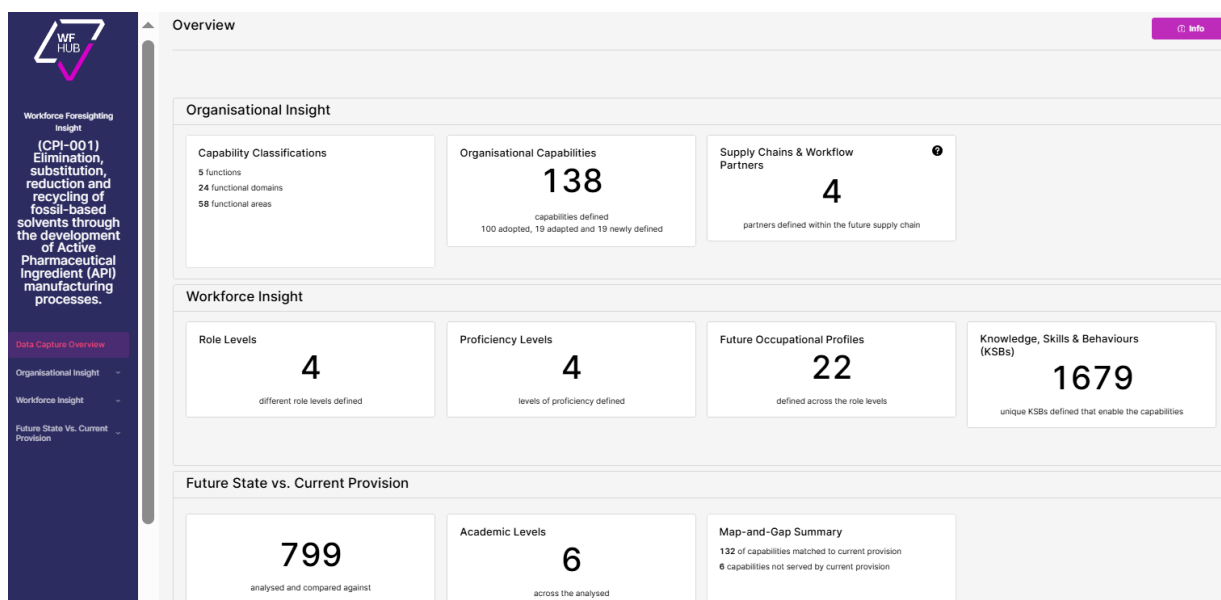 WF
HUB
Workforce Foresighting
Insight
(CPI-001)
Elimination,
substitution,
reduction and
recycling of
fossil-based
solvents through
the development
of Active
Pharmaceutical
Ingredient (API)
manufacturing
processes.
Data Capture Overview
Organisational Insight
Workforce Insight
Future State Vs. Current
Provision
Overview
Info
Organisational Insight
Capability Classifications
5 functions
24 functional domains
58 functional areas
Organisational Capabilities
138
capabilities defined
100 adopted, 19 adapted and 19 newly defined
Supply Chains & Workflow
Partners
4
partners defined within the future supply chain
Workforce Insight
Role Levels
4
different role levels defined
Proficiency Levels
4
levels of proficiency defined
Future Occupational Profiles
22
defined across the role levels
Knowledge, Skills & Behaviours
(KSBs)
1679
unique KSBs defined that enable the capabilities
Future State vs. Current Provision
799
analysed and compared against
Academic Levels
6
across the analysed
Map-and-Gap Summary
132 of capabilities matched to current provision
6 capabilities not served by current provision